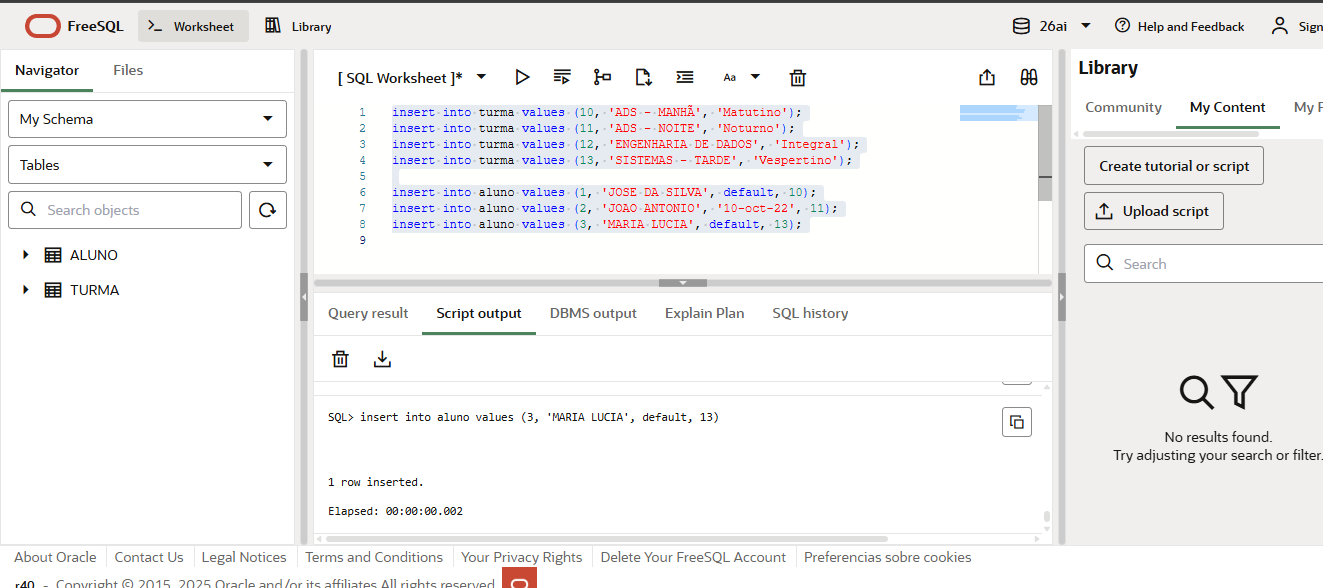 FreeSQL
Worksheet
Library
26ai
Help and Feedback
Sign
Navigator
Files
My Schema
Tables
Search objects
ALUNO
TURMA
[ SQL Worksheet ]*
Aa
1 insert into turma values (10, 'ADS - MANHÃ', 'Matutino');
2 insert into turma values (11, 'ADS - NOITE', 'Noturno');
3 insert into turma values (12, 'ENGENHARIA DE DADOS', 'Integral');
4 insert into turma values (13, 'SISTEMAS - TARDE', 'Vespertino');
5
6 insert into aluno values (1, 'JOSE DA SILVA', default, 10);
7 insert into aluno values (2, 'JOAO ANTONIO', '10-oct-22', 11);
8 insert into aluno values (3, 'MARIA LUCIA', default, 13);
9
Query result
Script output
DBMS output
Explain Plan
SQL history
SQL> insert into aluno values (3, 'MARIA LUCIA', default, 13)
1 row inserted.
Elapsed: 00:00:00.002
Library
Community
My Content
My
Create tutorial or script
Upload script
Search
No results found.
Try adjusting your search or filter.
About Oracle
Contact Us
Legal Notices
Terms and Conditions
Your Privacy Rights
Delete Your FreeSQL Account
Preferencias sobre cookies
r40 - Copyright © 2015, 2025 Oracle and/or its affiliates All rights reserved